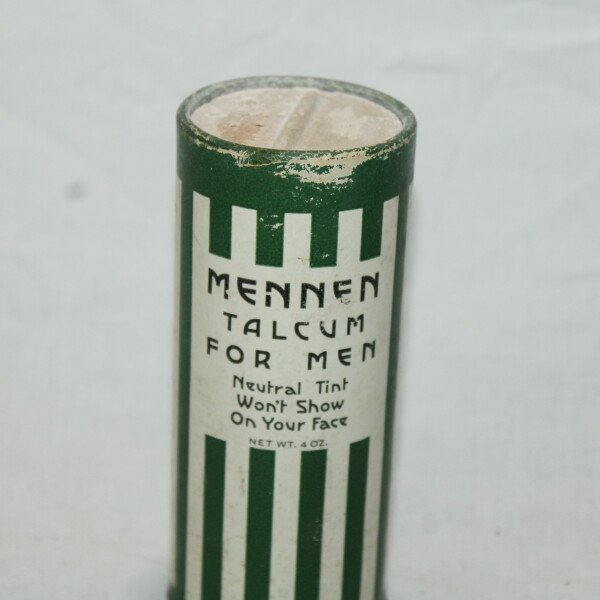 MENNEN
TALCUM
FOR MEN
Neutral Tint
Won't Show
On Your Face
NET WT. 4 OZ.